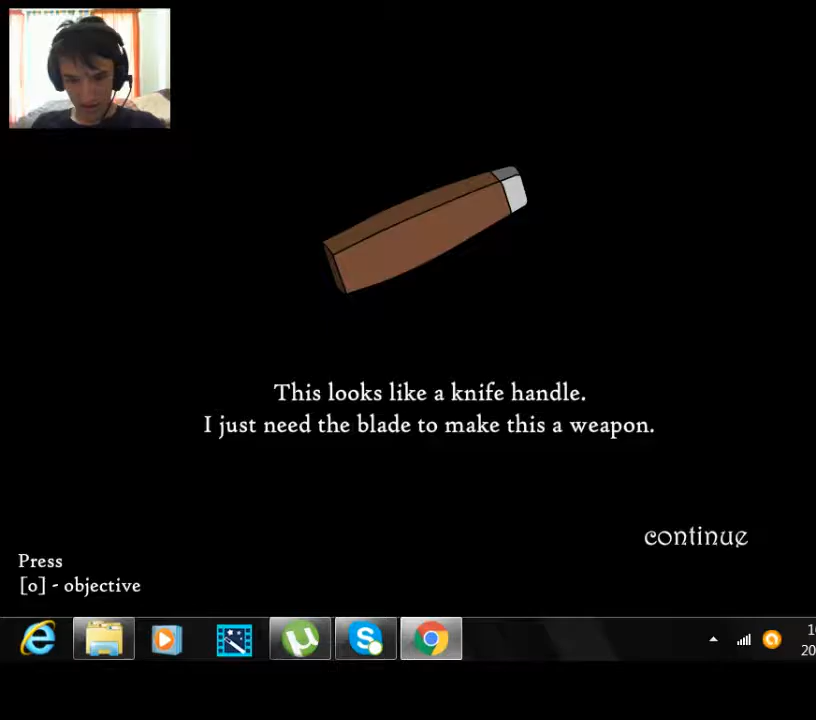 This looks like a knife handle.
I just need the blade to make this a weapon.
continue
Press
[o] - objective